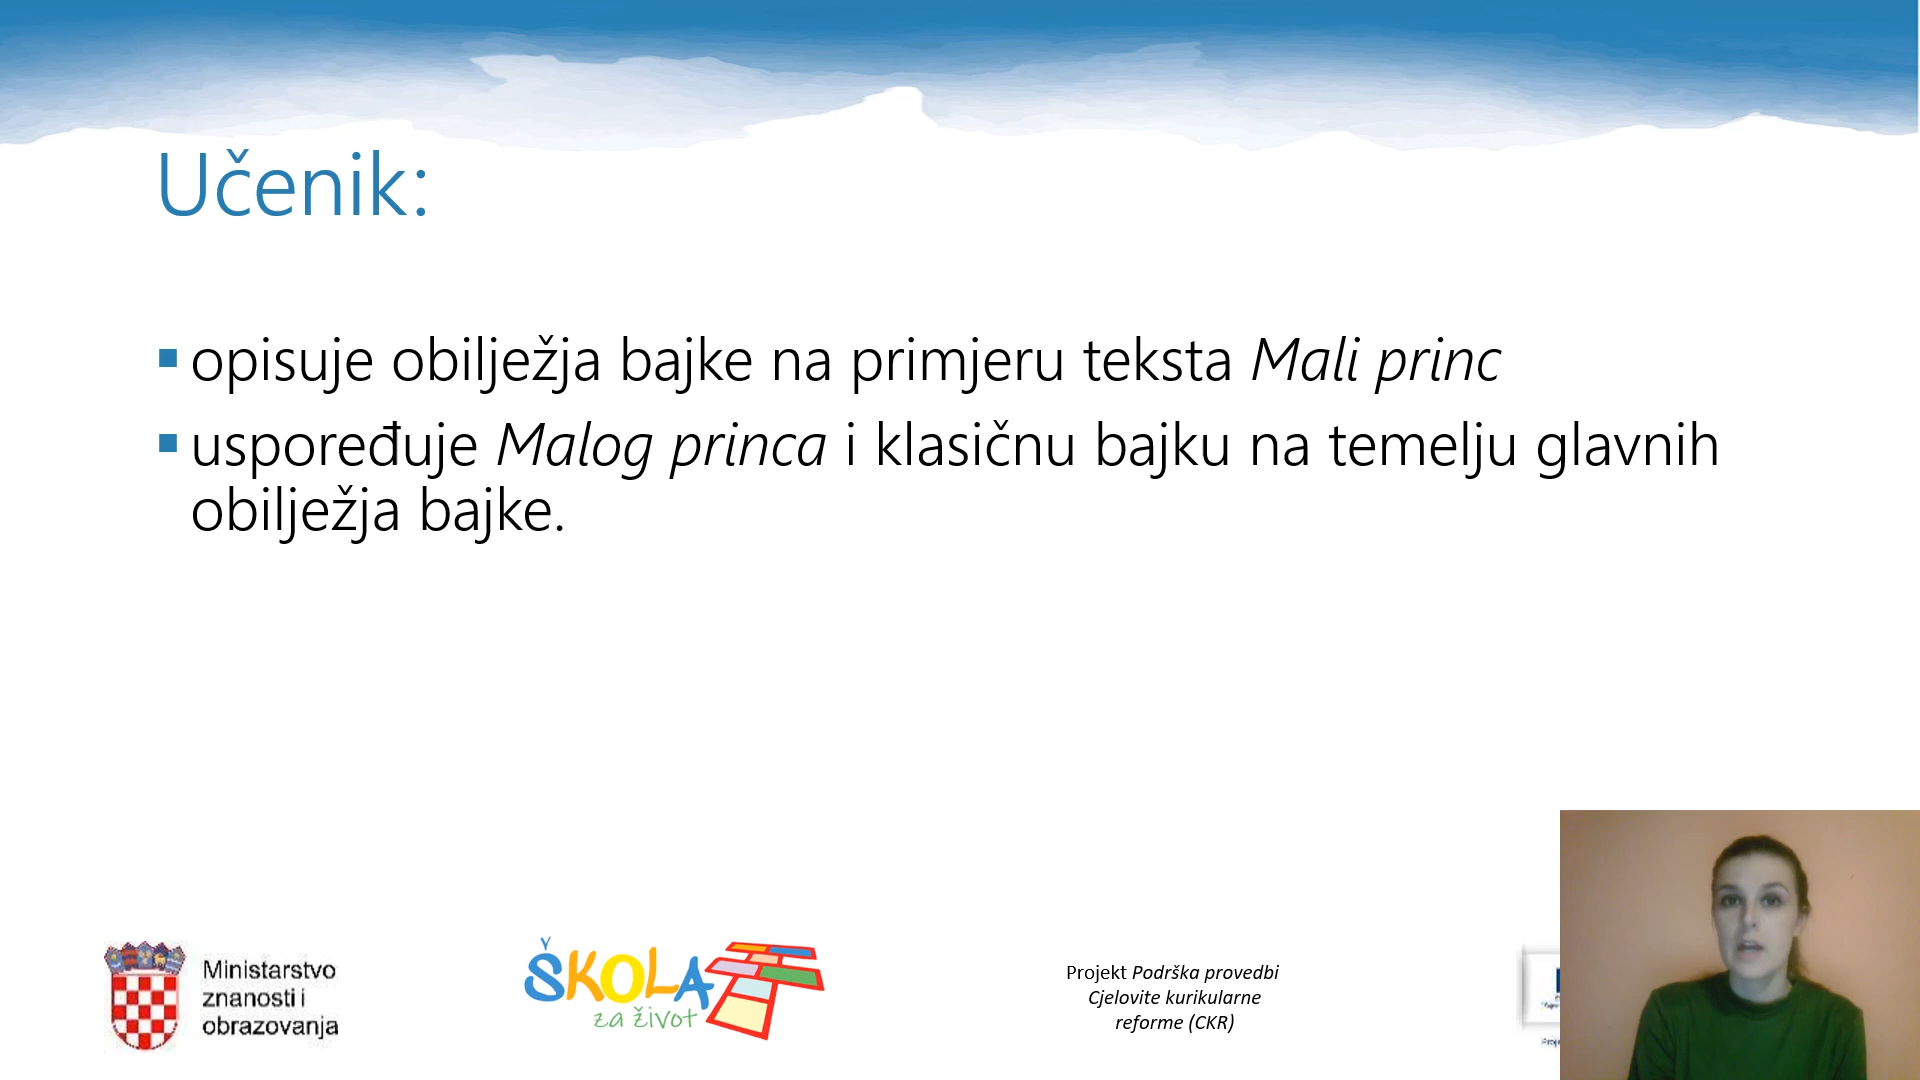 Učenik:
▪ opisuje obilježja bajke na primjeru teksta Mali princ
▪ uspoređuje Malog princa i klasičnu bajku na temelju glavnih
obilježja bajke.
Ministarstvo
znanosti i
obrazovanja
ŠKOLA
za život
Projekt Podrška provedbi
Cjelovite kurikularne
reforme (CKR)